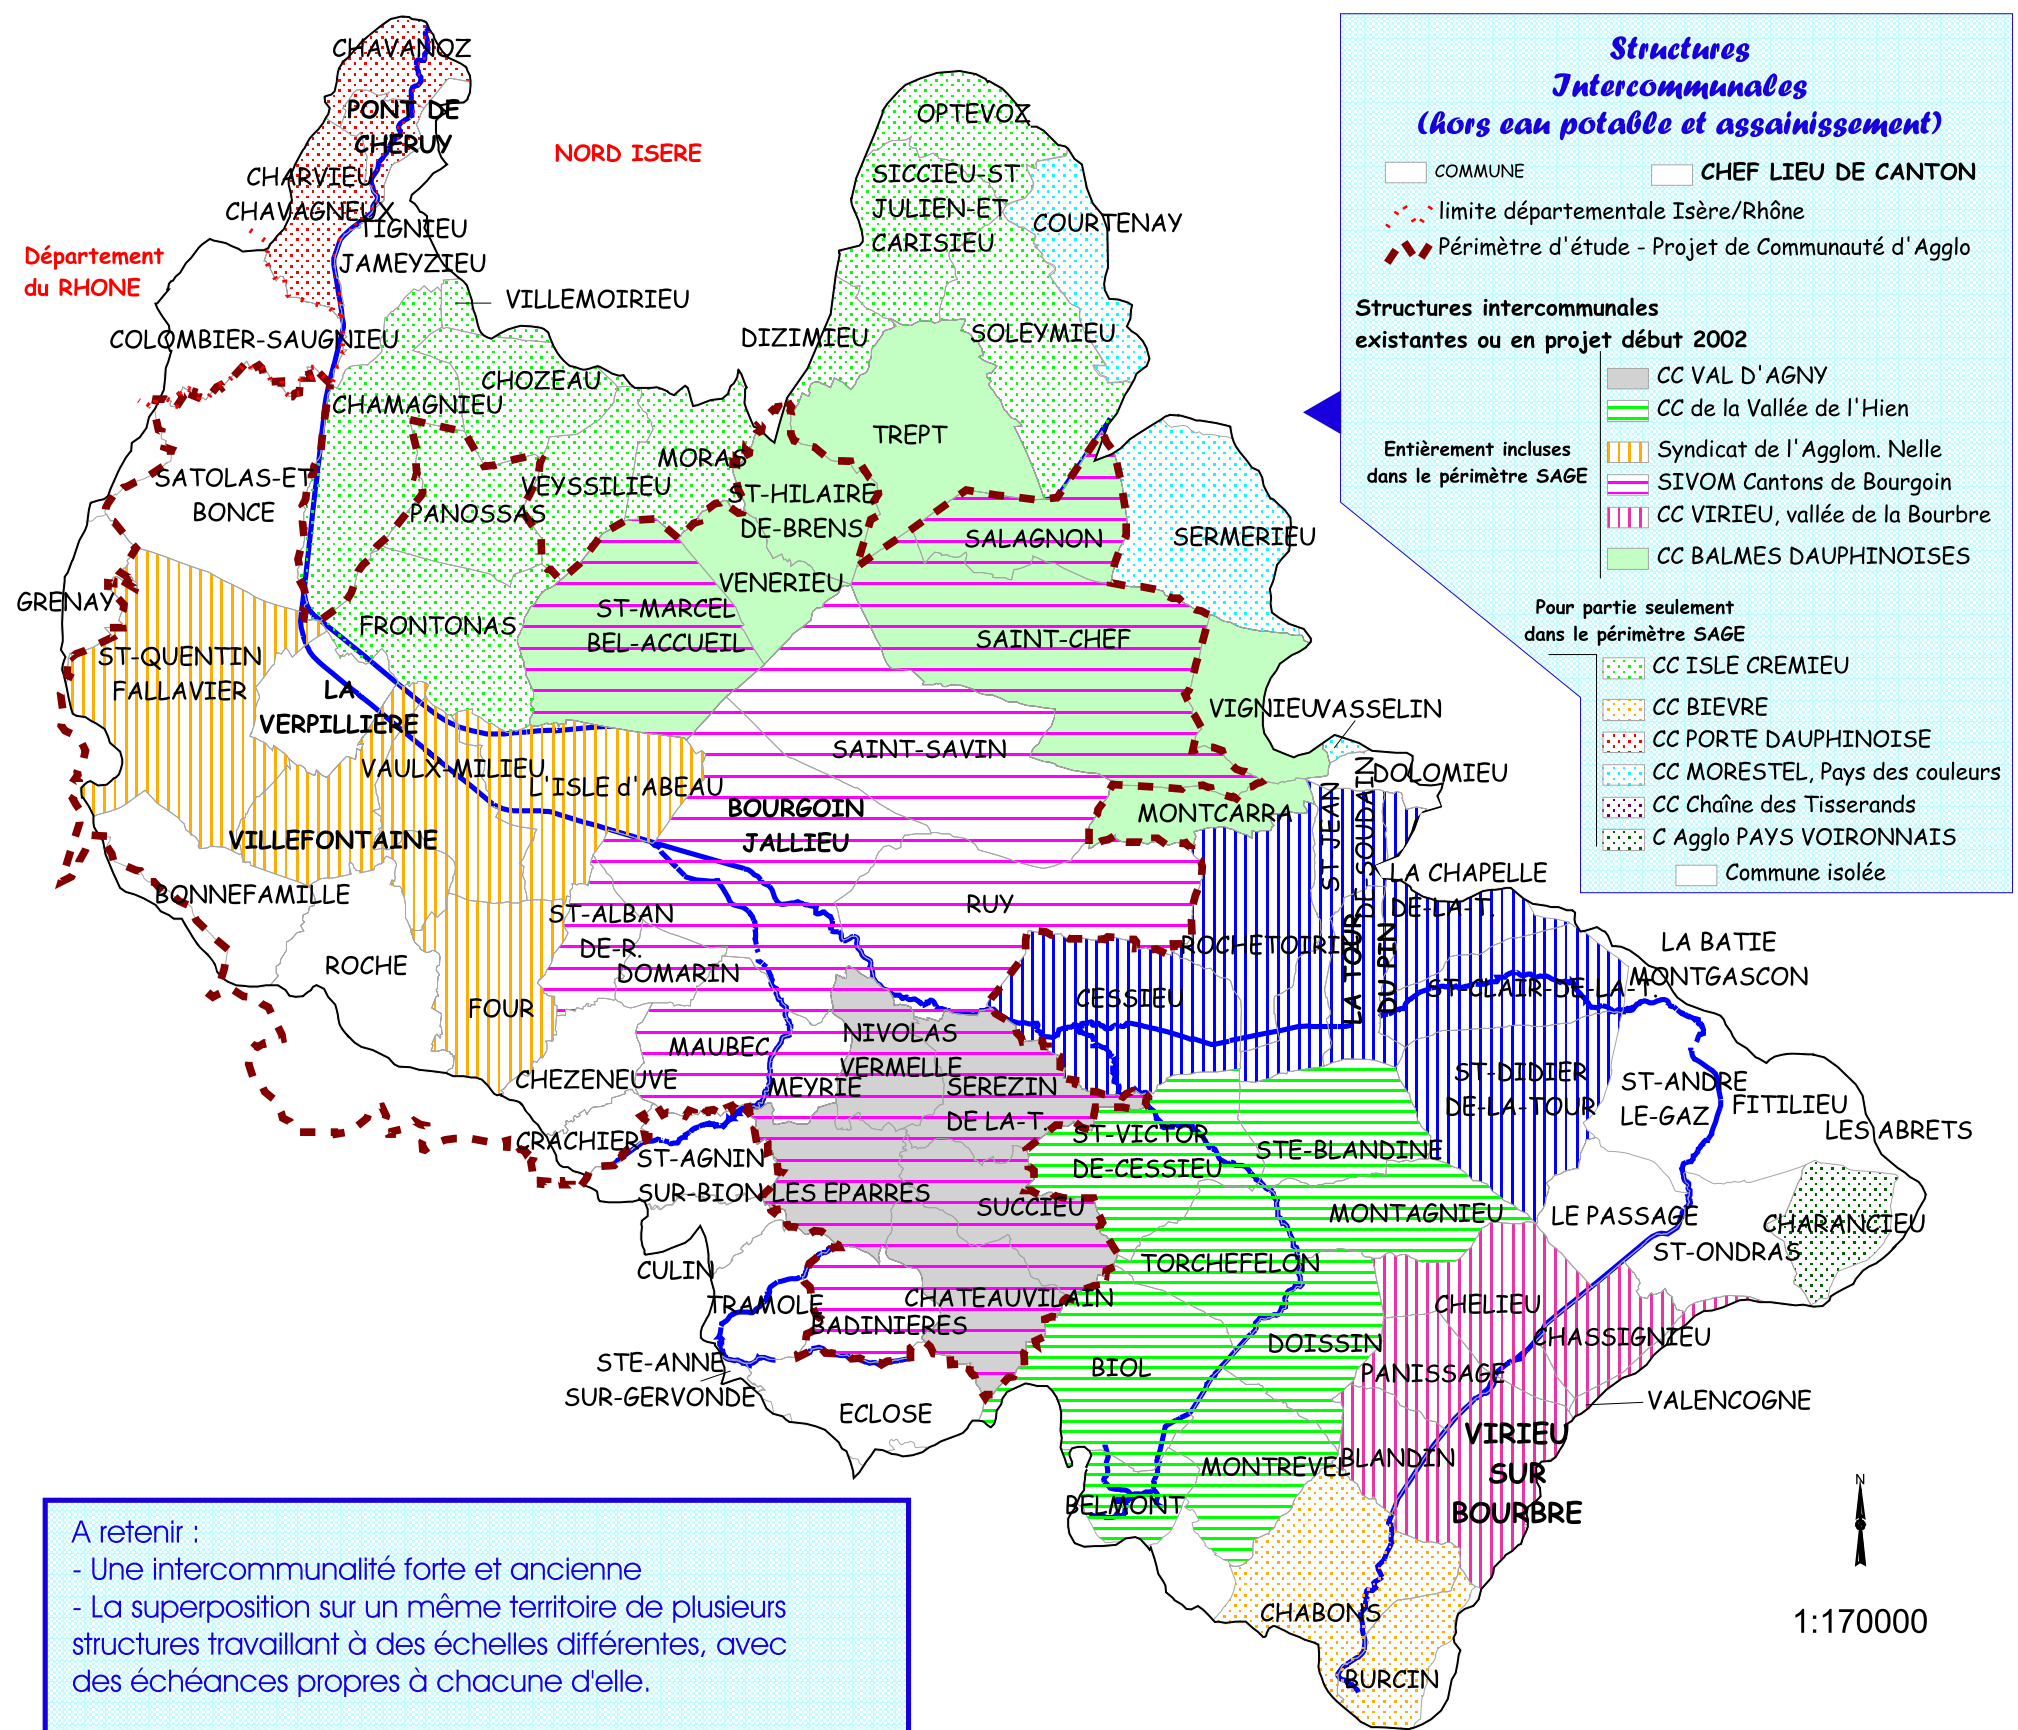 Structures
Intercommunales
(hors eau potable et assainissement)
COMMUNE
CHEF LIEU DE CANTON
limite départementale Isère/Rhône
Périmètre d'étude - Projet de Communauté d'Agglo
Structures intercommunales
existantes ou en projet début 2002
CC VAL D'AGNY
CC de la Vallée de l'Hien
Entièrement incluses
dans le périmètre SAGE
Syndicat de l'Agglom. Nelle
SIVOM Cantons de Bourgoin
CC VIRIEU, vallée de la Bourbre
CC BALMES DAUPHINOISES
Pour partie seulement
dans le périmètre SAGE
CC ISLE CREMIEU
CC BIEVRE
CC PORTE DAUPHINOISE
CC MORESTEL, Pays des couleurs
CC Chaîne des Tisserands
C Agglo PAYS VOIRONNAIS
Commune isolée
CHAVANOZ
PONT DE
CHERUY
CHARVIEU
CHAVAGNEUX
TIGNIEU
JAMEYZIEU
NORD ISERE
Département
du RHONE
COLOMBIER-SAUGNIEU
VILLEMOIRIEU
OPTEVOZ
SICCIEU-ST
JULIEN-ET
CARISIEU
COURTENAY
DIZIMIEU
SOLEYMIEU
CHOZEAU
CHAMAGNIEU
TREPT
MORAS
SATOLAS-ET
BONCE
VEYSSILIEU
PANOSSAS
ST-HILAIRE
DE-BRENS
SALAGNON
SERMERIEU
VENERIEU
GRENAY
FRONTONAS
ST-MARCEL
BEL-ACCUEIL
SAINT-CHEF
ST-QUENTIN
FALLAVIER
LA
VERPILLIERE
VIGNIEU
VASSELIN
SAINT-SAVIN
VAULX-MILIEU
L'ISLE d'ABEAU
DOLOMIEU
BOURGOIN
JALLIEU
MONTCARRA
ST JEAN
DE-SOUDAIN
VILLEFONTAINE
BONNEFAMILLE
LA CHAPELLE
DE-LA-T.
RUY
ST-ALBAN
DE-R.
ROCHETOIRIN
LA TOUR
DU PIN
LA BATIE
MONTGASCON
ROCHE
DOMARIN
CESSIEU
ST-CLAIR-DE-LA-T
FOUR
NIVOLAS
VERMELLE
MAUBEC
CHEZENEUVE
MEYRIE
SEREZIN
DE LA-T.
ST-DIDIER
DE-LA-TOUR
ST-ANDRE
LE-GAZ
FITILIEU
LES ABRETS
CRACHIER
ST-AGNIN
SUR-BION
ST-VICTOR
DE-CESSIEU
STE-BLANDINE
LES EPARRES
SUCCIEU
MONTAGNIEU
LE PASSAGE
CHARANCIEU
ST-ONDRAS
CULIN
TORCHEFELON
TRAMOLE
CHATEAUVILAIN
CHELIEU
BADINIERES
CHASSIGNIEU
DOISSIN
STE-ANNE
SUR-GERVONDE
BIOL
PANISSAGE
VALENCOGNE
ECLOSE
VIRIEU
SUR
BOURBRE
BLANDIN
MONTREVEL
BELMONT
CHABONS
BURCIN
N
1:170000
A retenir :
- Une intercommunalité forte et ancienne
- La superposition sur un même territoire de plusieurs
structures travaillant à des échelles différentes, avec
des échéances propres à chacune d'elle.